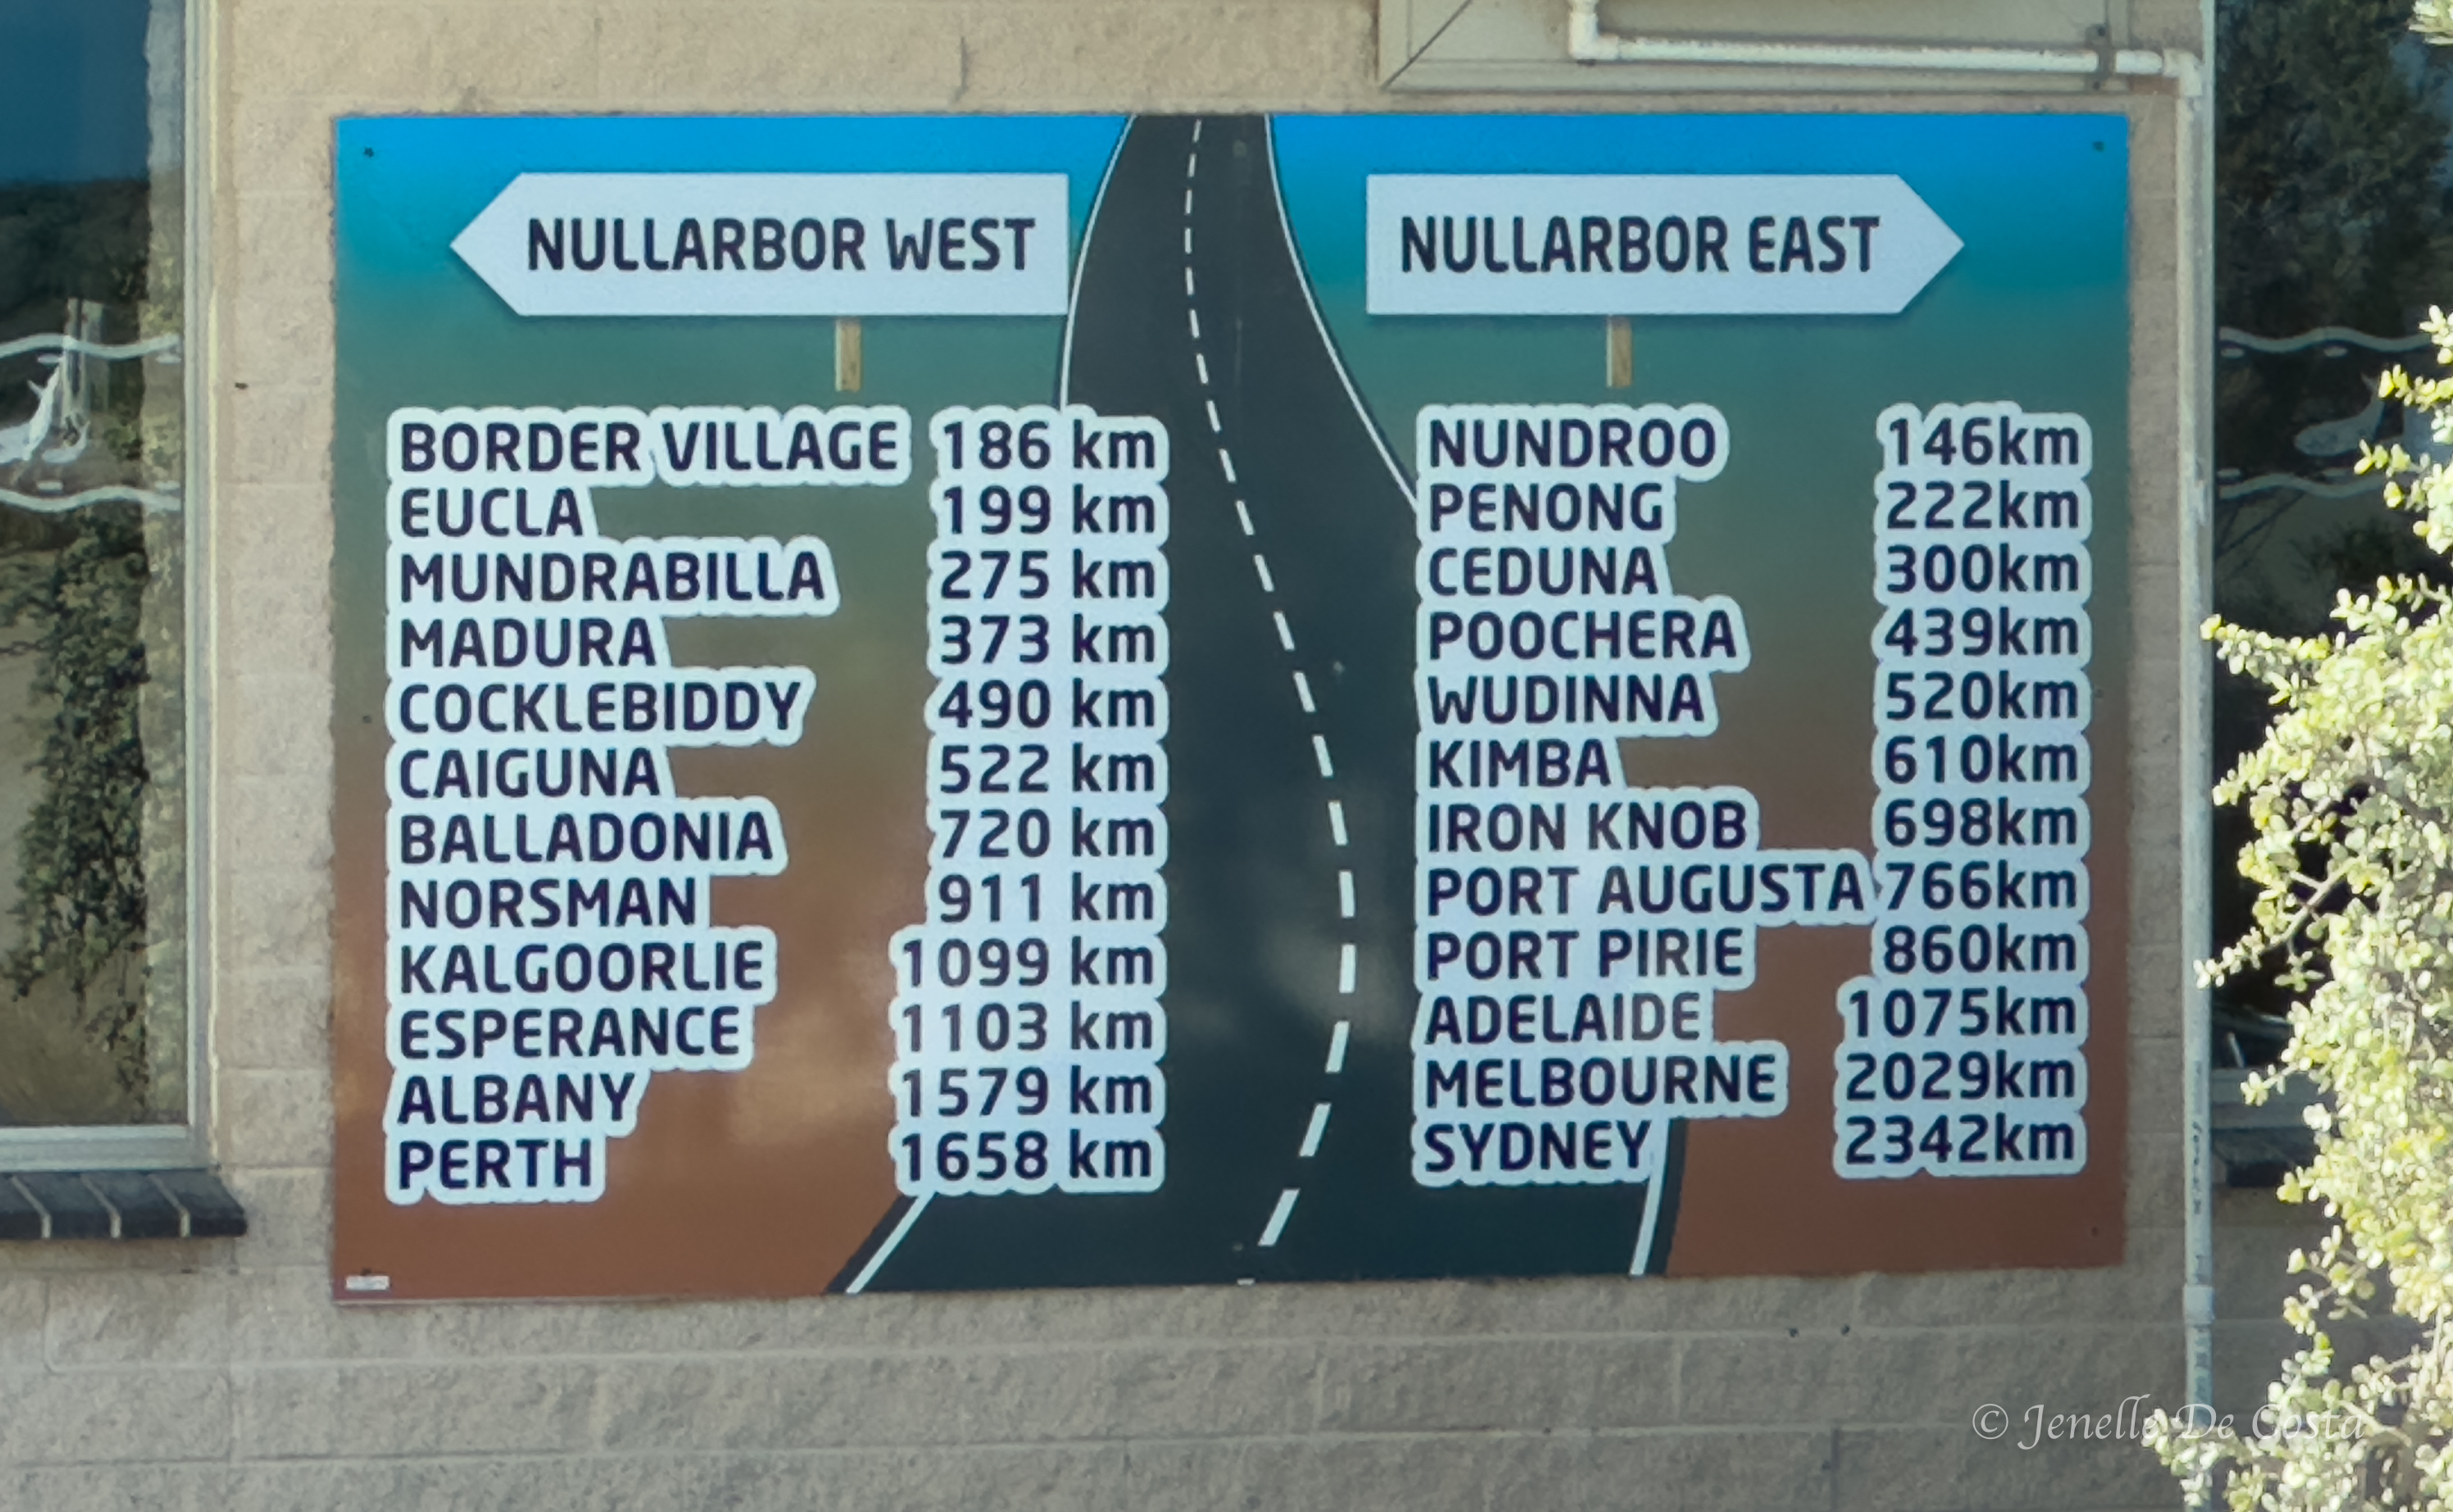 NULLARBOR WEST
BORDER VILLAGE 186 km
EUCLA 199 km
MUNDRABILLA 275 km
MADURA 373 km
COCKLEBIDDY 490 km
CAIGUNA 522 km
BALLADONIA 720 km
NORSMAN 911 km
KALGOORLIE 1099 km
ESPERANCE 1103 km
ALBANY 1579 km
PERTH 1658 km
NULLARBOR EAST
NUNDROO 146km
PENONG 222km
CEDUNA 300km
POOCHERA 439km
WUDINNA 520km
KIMBA 610km
IRON KNOB 698km
PORT AUGUSTA 766km
PORT PIRIE 860km
ADELAIDE 1075km
MELBOURNE 2029km
SYDNEY 2342km
© Jenelle De Costa